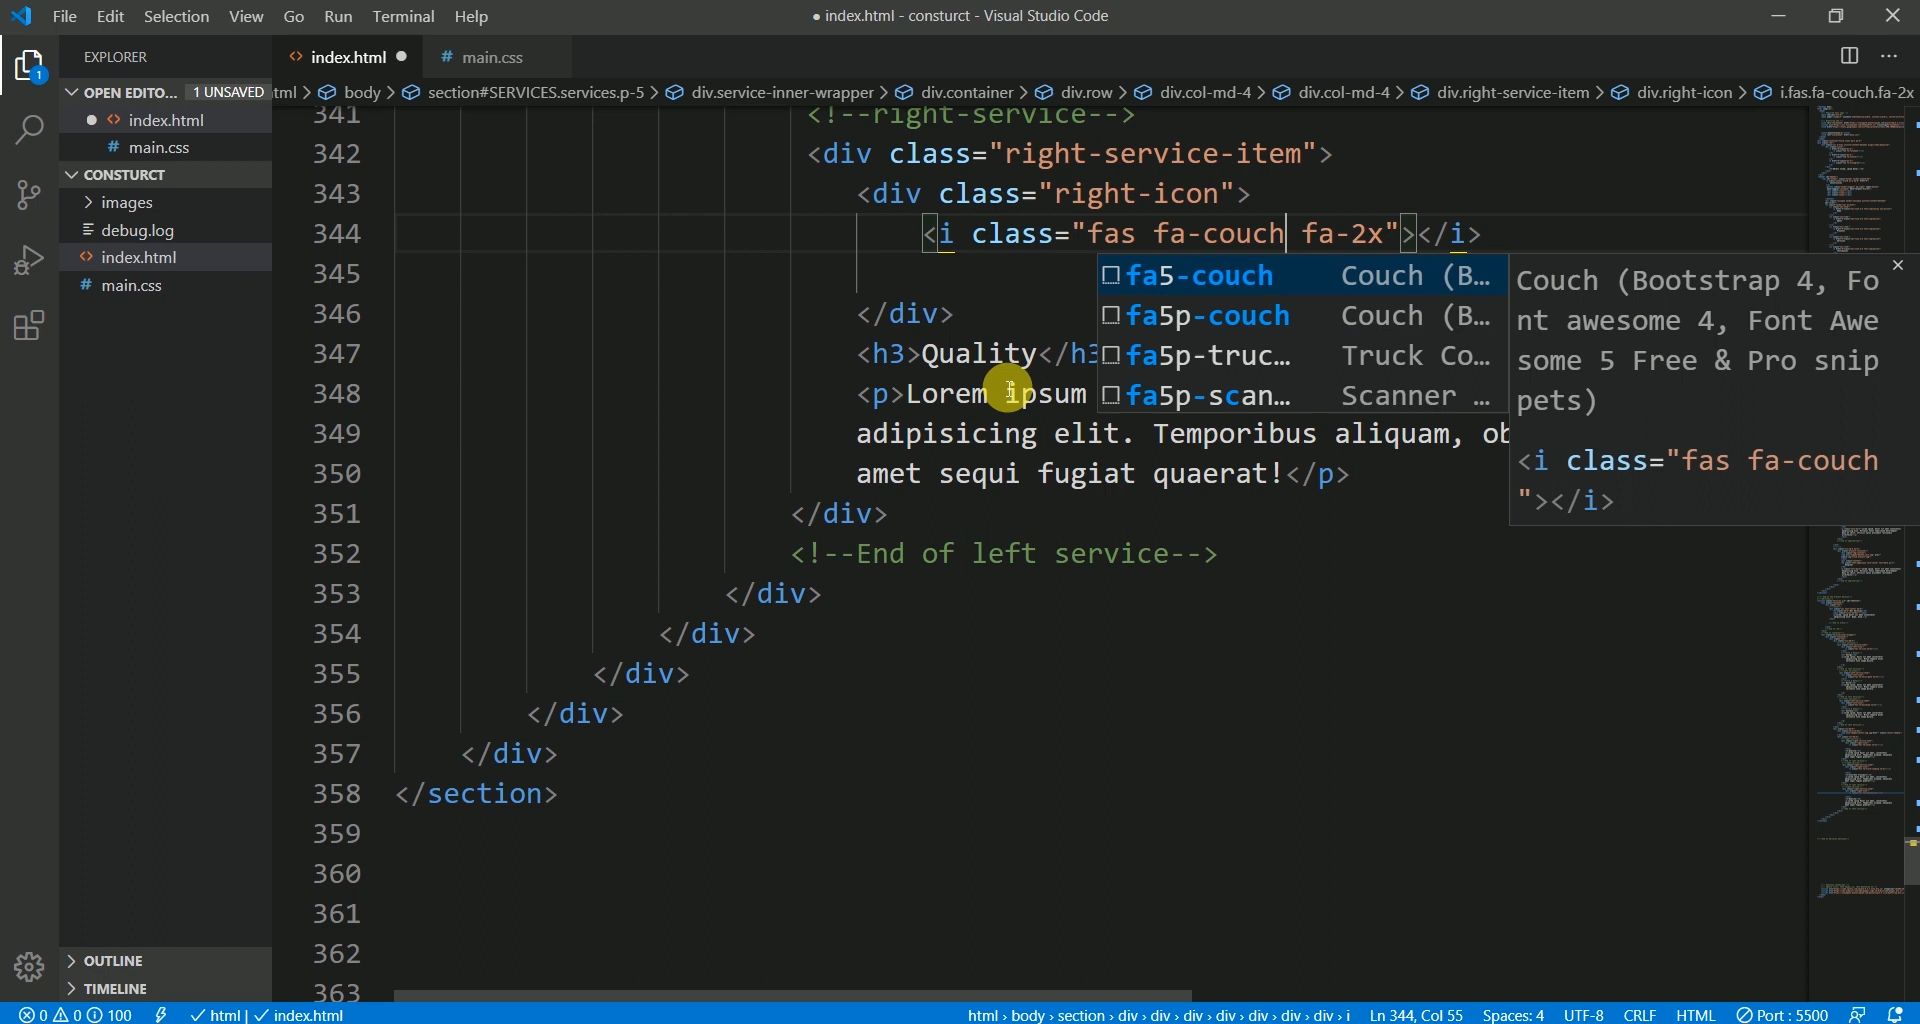 File Edit Selection View Go Run Terminal Help
● index.html - consturct - Visual Studio Code
EXPLORER
index.html
main.css
OPEN EDITO... 1 UNSAVED
tml > body > section#SERVICES.services.p-5 > div.service-inner-wrapper > div.container > div.row > div.col-md-4 > div.col-md-4 > div.right-service-item > div.right-icon > i.fas.fa-couch.fa-2x
index.html
main.css
CONSTURCT
images
debug.log
index.html
main.css
341 <!--right-service-->
342 <div class="right-service-item">
343 <div class="right-icon">
344 <i class="fas fa-couch fa-2x"></i>
345
346 </div>
347 <h3>Quality</h3
348 <p>Lorem ipsum
349 adipisicing elit. Temporibus aliquam, ob
350 amet sequi fugiat quaerat!</p>
351 </div>
352 <!--End of left service-->
353 </div>
354 </div>
355 </div>
356 </div>
357 </div>
358 </section>
359
360
361
362
363
fa5-couch Couch (B...
fa5p-couch Couch (B...
fa5p-truc... Truck Co...
fa5p-scan... Scanner ...
Couch (Bootstrap 4, Fo
nt awesome 4, Font Awe
some 5 Free & Pro snip
pets)
<i class="fas fa-couch
"></i>
OUTLINE
TIMELINE
0 0 100 html | index.html
html > body > section > div > div > div > div > div > div > div > i Ln 344, Col 55 Spaces: 4 UTF-8 CRLF HTML Port : 5500
1